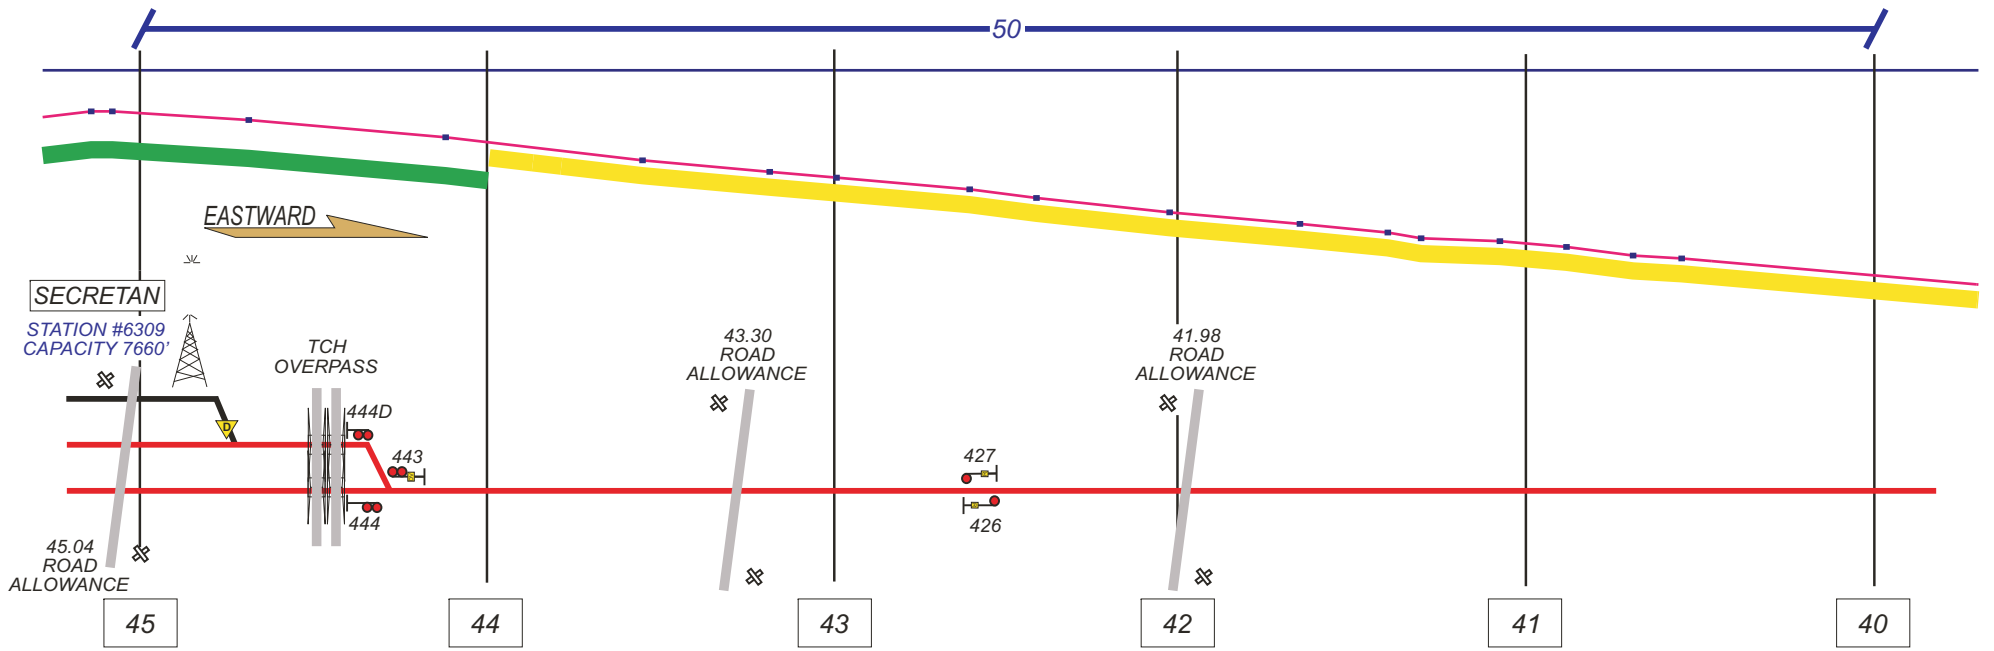 50
EASTWARD
SECRETAN
STATION #6309
CAPACITY 7660'
TCH
OVERPASS
43.30
ROAD
ALLOWANCE
41.98
ROAD
ALLOWANCE
444D
D
443
427
444
426
45.04
ROAD
ALLOWANCE
45
44
43
42
41
40